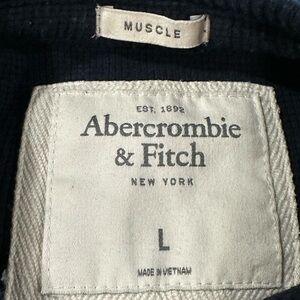 MUSCLE
EST. 1892
Abercrombie
& Fitch
NEW YORK
L
MADE IN VIETNAM